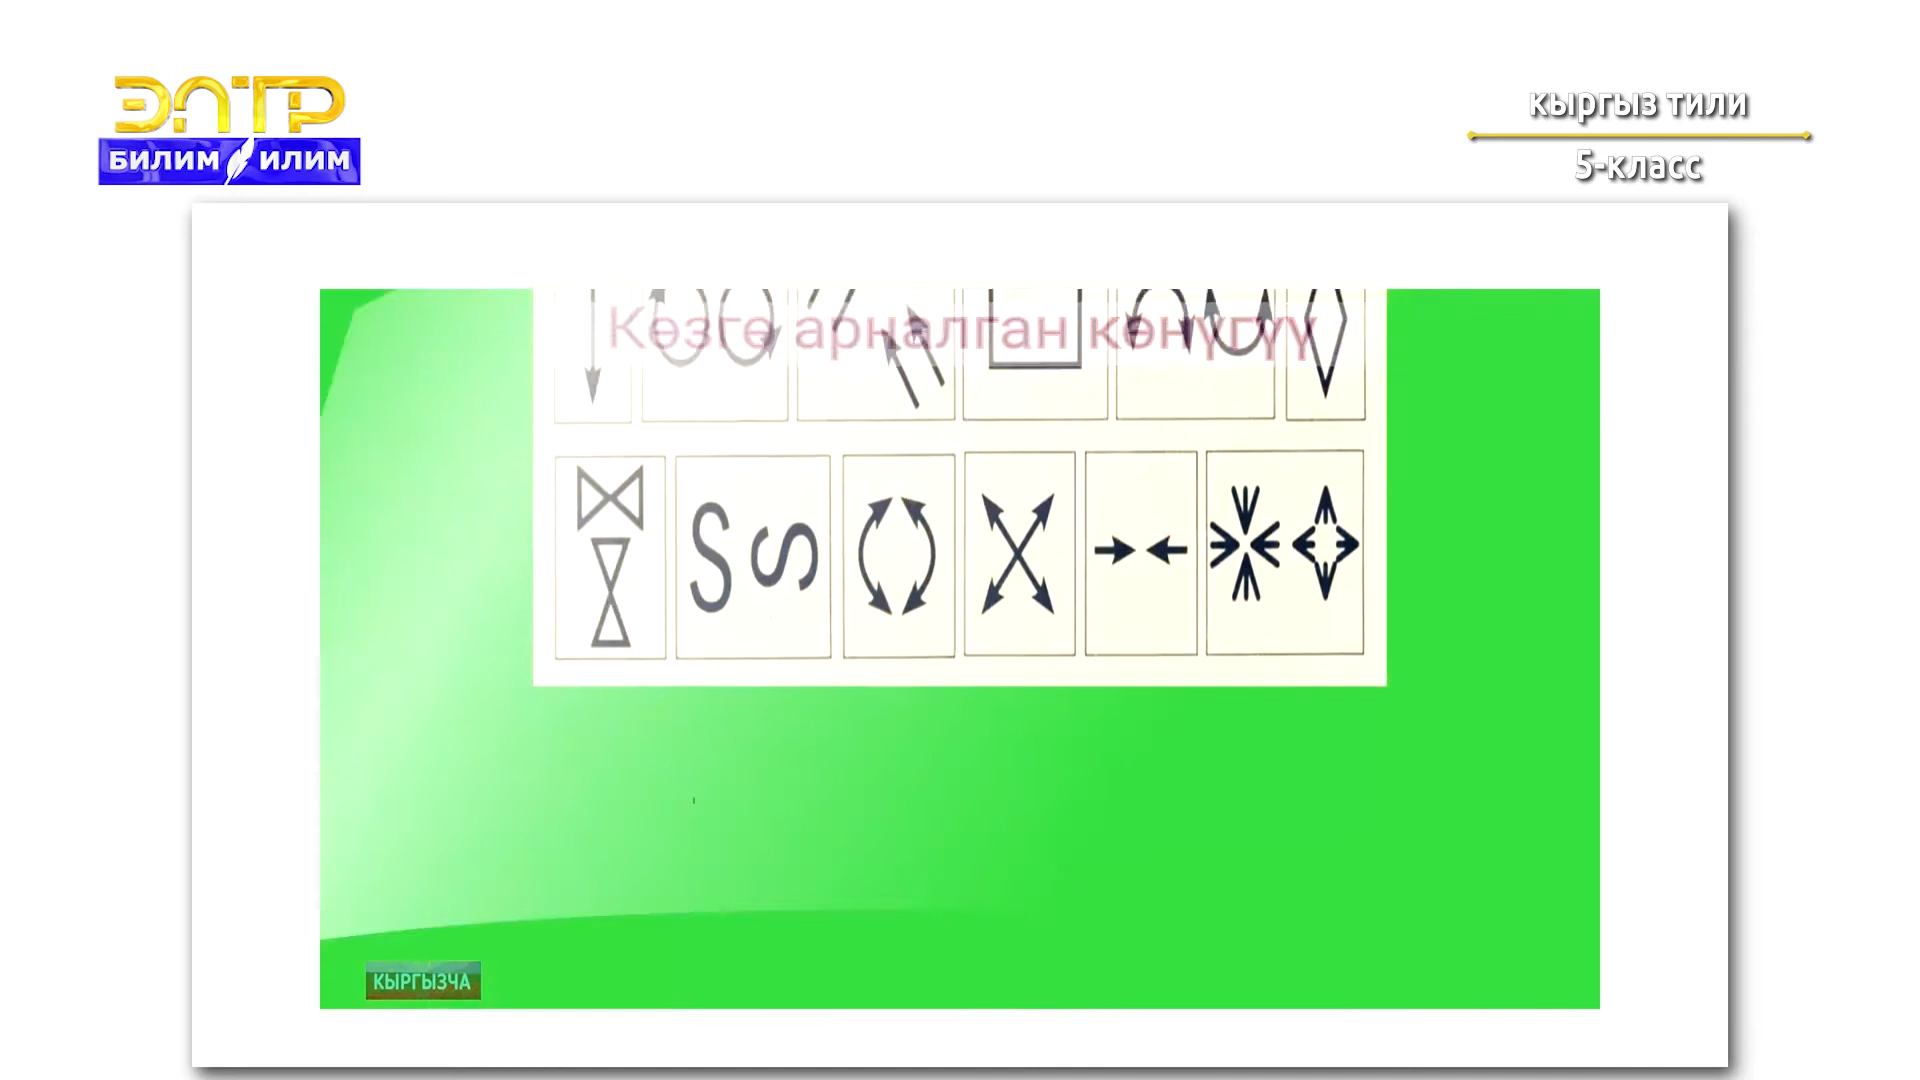 ЭЛТР
БИЛИМ ИЛИМ
кыргыз тили
5-класс
Көзгө арналган көнүгүү
S S
КЫРГЫЗЧА